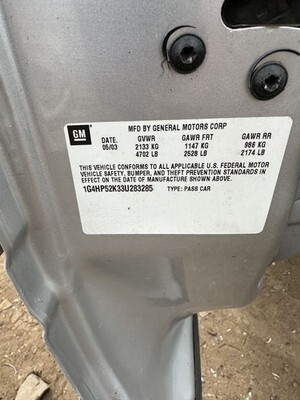 MFD BY GENERAL MOTORS CORP
GM DATE. GVWR GAWR FRT GAWR RR
05/03 2133 KG 1147 KG 986 KG
4702 LB 2528 LB 2174 LB
THIS VEHICLE CONFORMS TO ALL APPLICABLE U.S. FEDERAL MOTOR
VEHICLE SAFETY, BUMPER, AND THEFT PREVENTION STANDARDS IN
EFFECT ON THE DATE OF MANUFACTURE SHOWN ABOVE.
1G4HP52K33U283285 TYPE: PASS CAR